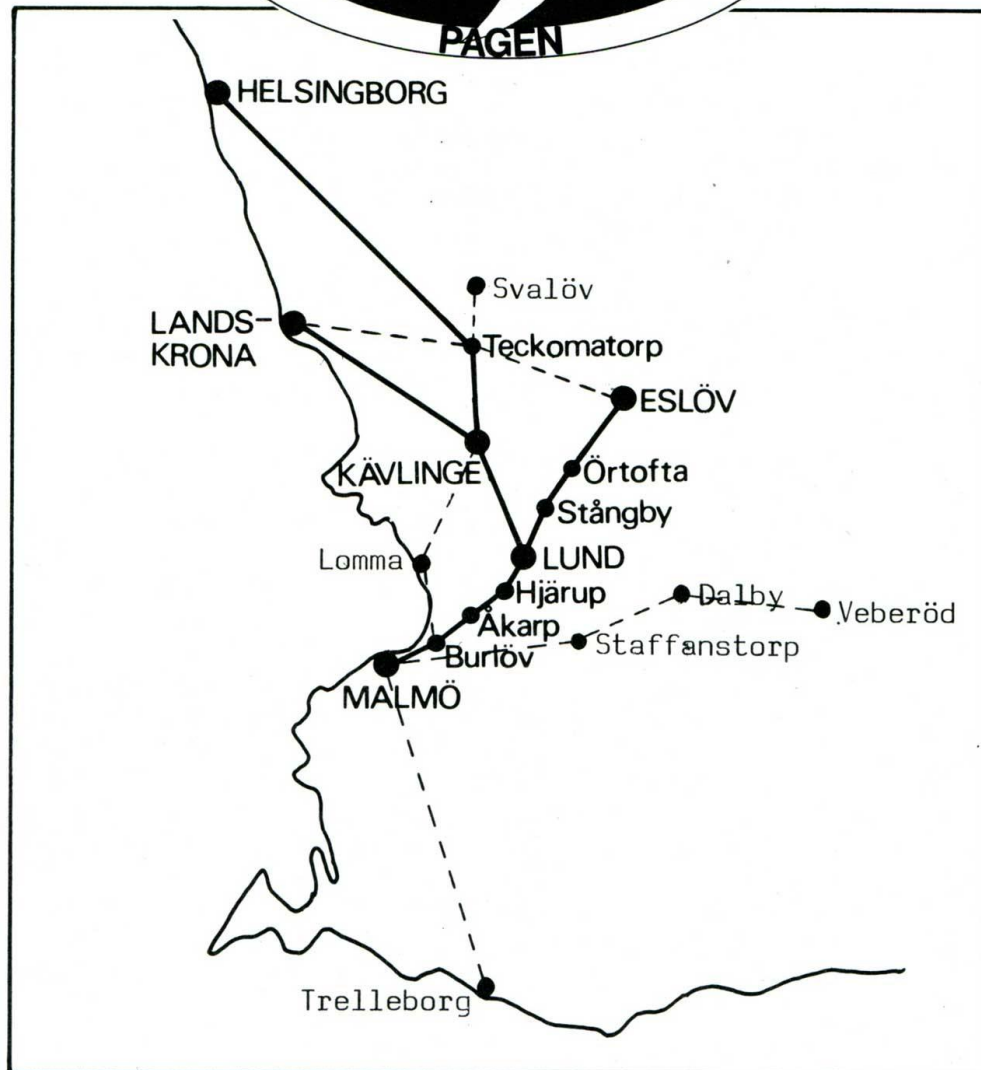 PÅGEN
HELSINGBORG
Svalöv
LANDS-
KRONA
Teckomatorp
ESLÖV
KÄVLINGE
Örtofta
Stångby
Lomma
LUND
Hjärup
Dalby
Veberöd
Åkarp
Staffanstorp
Burlöv
MALMÖ
Trelleborg